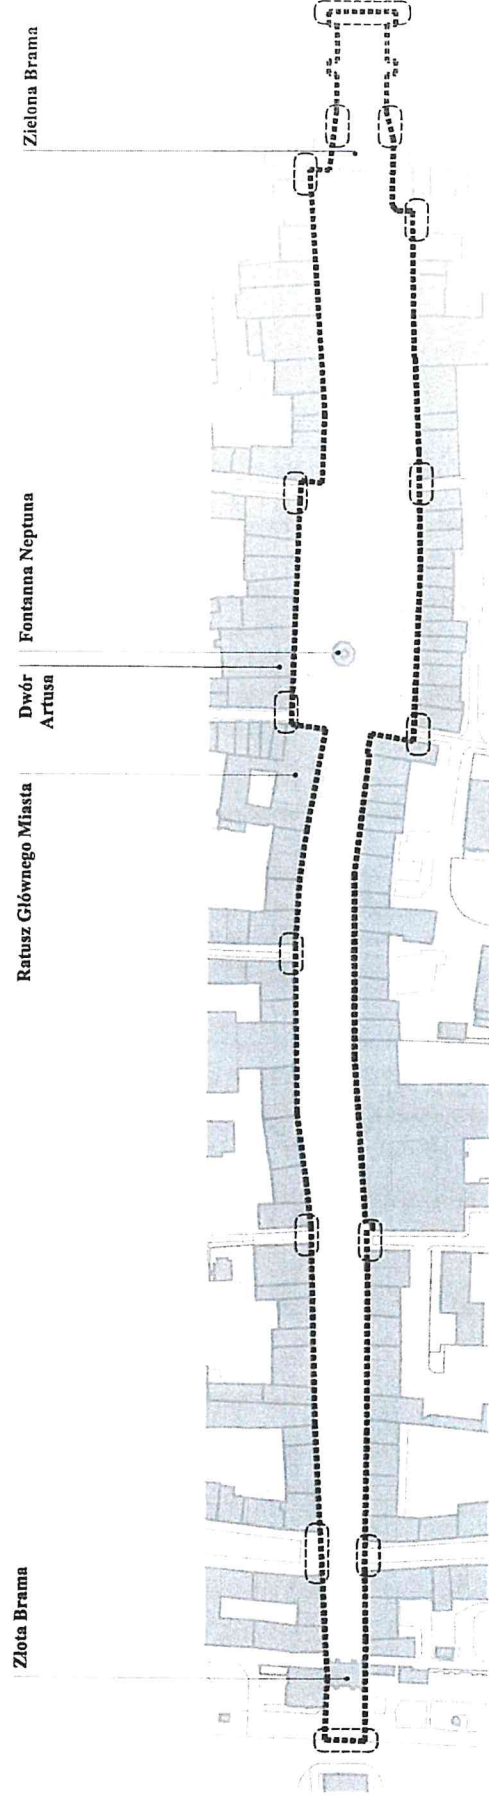 Zielona Brama
Fontanna Neptuna
Dwór
Artusa
Ratusz Głównego Miasta
Złota Brama